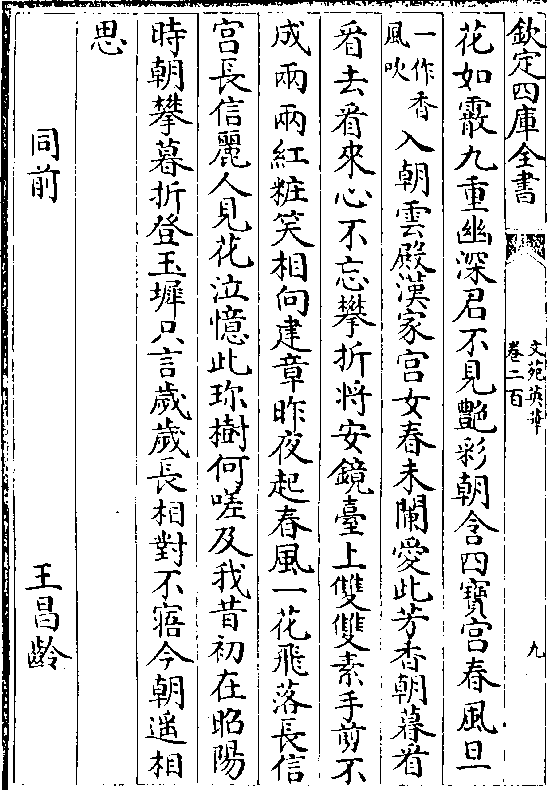 欽定四庫全書
文苑英華
卷二百
九
花如霰九重幽深君不見艷彩朝含四寳宫春風旦
一作香
風吹
入朝雲殿漢家宫女春未闌愛此芳香朝暮看
看去看來心不忘攀折將安鏡臺上雙雙素手剪不
成兩兩紅粧笑相向建章昨夜起春風一花飛落長信
宫長信麗人見花泣憶此珍樹何嗟及我昔初在昭陽
時朝攀暮折登玉墀只言歲歲長相對不寤今朝遥相
思
同前
王昌齡